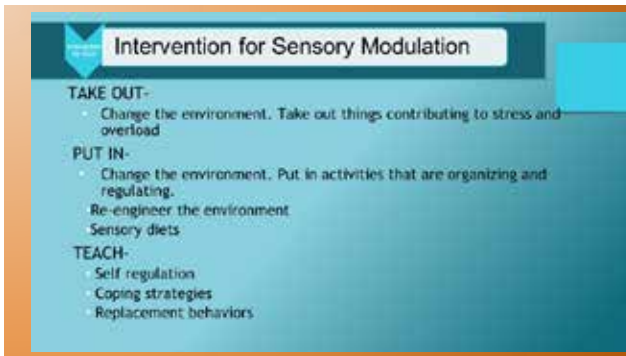 Intervention for Sensory Modulation
TAKE OUT-
Change the environment. Take out things contributing to stress and
overload
PUT IN-
Change the environment. Put in activities that are organizing and
regulating.
Re-engineer the environment
Sensory diets
TEACH-
Self regulation
Coping strategies
Replacement behaviors